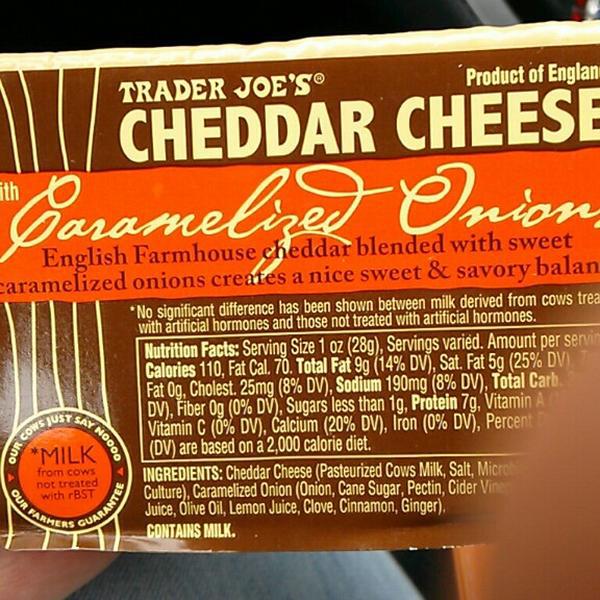 TRADER JOE'S®
Product of England
CHEDDAR CHEESE
with
Caramelized Onions
English Farmhouse cheddar blended with sweet
caramelized onions creates a nice sweet & savory balan
*No significant difference has been shown between milk derived from cows trea
with artificial hormones and those not treated with artificial hormones.
Nutrition Facts: Serving Size 1 oz (28g), Servings varied. Amount per servin
Calories 110, Fat Cal. 70. Total Fat 9g (14% DV), Sat. Fat 5g (25% DV),
Fat 0g, Cholest. 25mg (8% DV), Sodium 190mg (8% DV), Total Carb.
DV), Fiber 0g (0% DV), Sugars less than 1g, Protein 7g, Vitamin A
Vitamin C (0% DV), Calcium (20% DV), Iron (0% DV), Percent
(DV) are based on a 2,000 calorie diet.
INGREDIENTS: Cheddar Cheese (Pasteurized Cows Milk, Salt, Microb
Culture), Caramelized Onion (Onion, Cane Sugar, Pectin, Cider Vine
Juice, Olive Oil, Lemon Juice, Clove, Cinnamon, Ginger).
CONTAINS MILK.
OUR COWS JUST SAY NOOOO
*MILK
from cows
not treated
with rBST
OUR FARMERS GUARANTEE